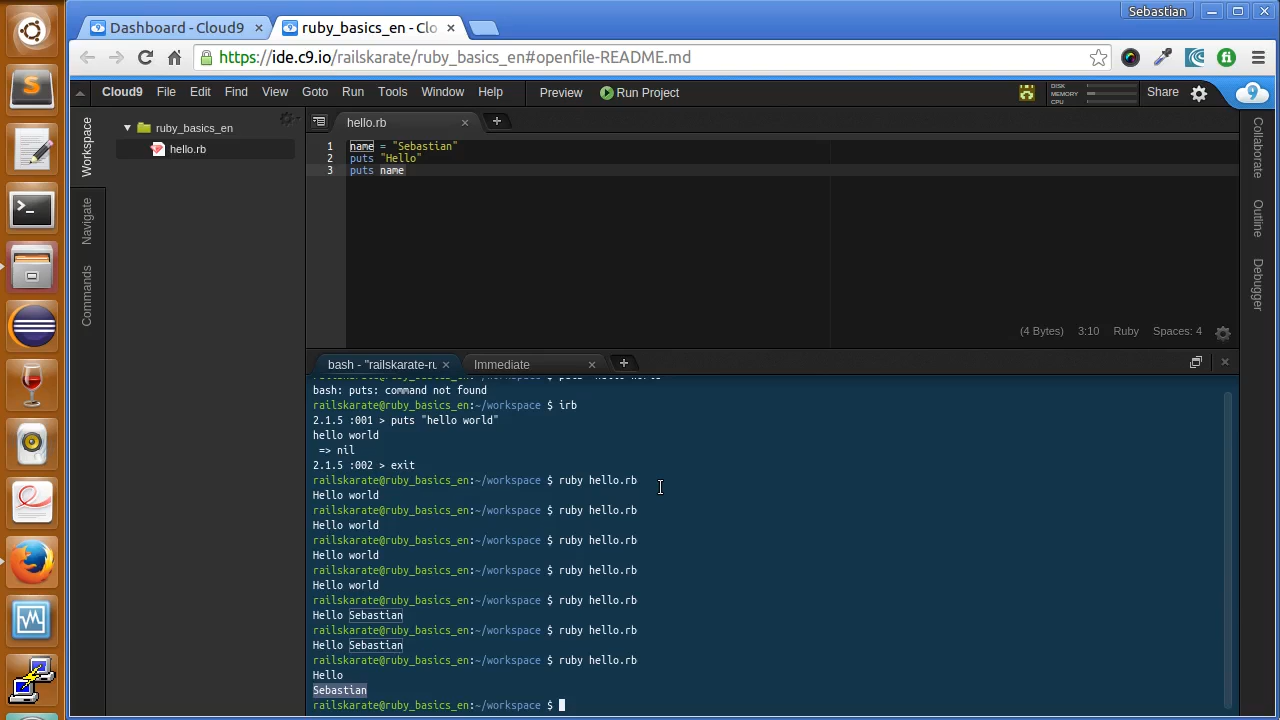 Sebastian
Dashboard - Cloud9
ruby_basics_en - Clo
https://ide.c9.io/railskarate/ruby_basics_en#openfile-README.md
Cloud9 File Edit Find View Goto Run Tools Window Help Preview Run Project
DISK
MEMORY
CPU
Share
Workspace
Navigate
Commands
ruby_basics_en
hello.rb
hello.rb
1 name = "Sebastian"
2 puts "Hello"
3 puts name
(4 Bytes) 3:10 Ruby Spaces: 4
Collaborate
Outline
Debugger
bash - "railskarate-ru
Immediate
bash: puts: command not found
railskarate@ruby_basics_en:~/workspace $ irb
2.1.5 :001 > puts "hello world"
hello world
=> nil
2.1.5 :002 > exit
railskarate@ruby_basics_en:~/workspace $ ruby hello.rb
Hello world
railskarate@ruby_basics_en:~/workspace $ ruby hello.rb
Hello world
railskarate@ruby_basics_en:~/workspace $ ruby hello.rb
Hello world
railskarate@ruby_basics_en:~/workspace $ ruby hello.rb
Hello world
railskarate@ruby_basics_en:~/workspace $ ruby hello.rb
Hello Sebastian
railskarate@ruby_basics_en:~/workspace $ ruby hello.rb
Hello Sebastian
railskarate@ruby_basics_en:~/workspace $ ruby hello.rb
Hello
Sebastian
railskarate@ruby_basics_en:~/workspace $